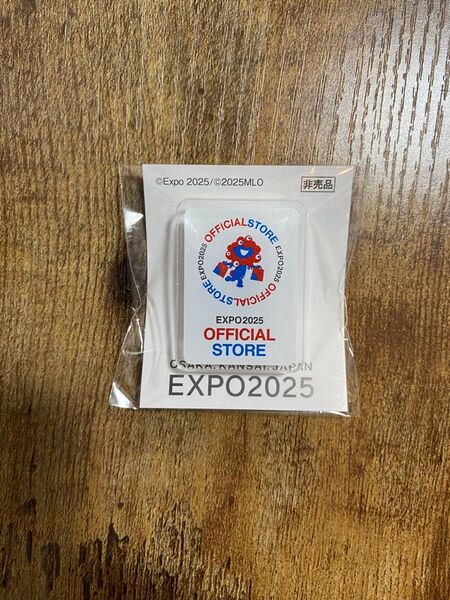 ©Expo 2025/©2025MLO
非売品
OFFICIALSTORE EXPO2025 OFFICIALSTORE EXPO2025
EXPO2025
OFFICIAL
STORE
OSAKA, KANSAI, JAPAN
EXPO2025